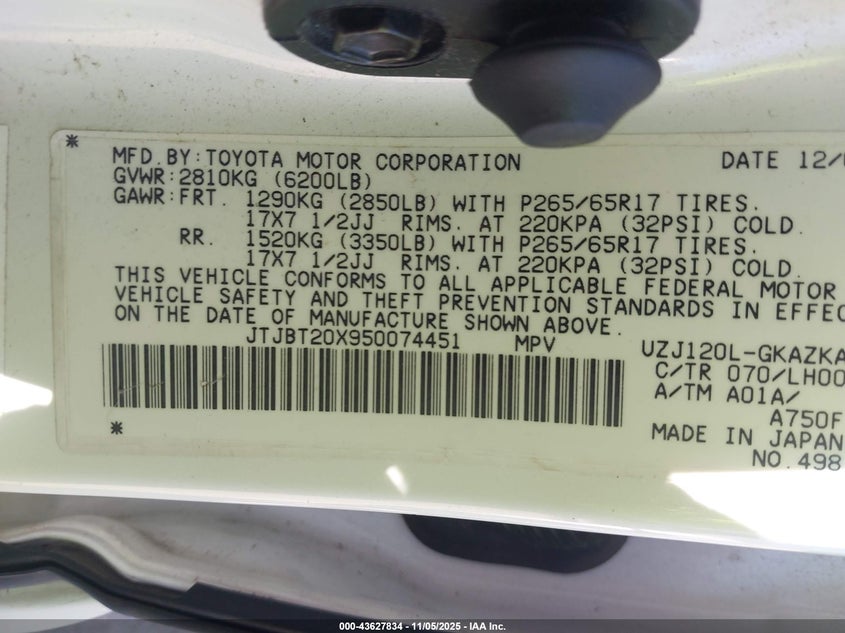 *
MFD.BY:TOYOTA MOTOR CORPORATION DATE 12/
GVWR:2810KG (6200LB)
GAWR:FRT. 1290KG (2850LB) WITH P265/65R17 TIRES.
17X7 1/2JJ RIMS. AT 220KPA (32PSI) COLD.
RR. 1520KG (3350LB) WITH P265/65R17 TIRES.
17X7 1/2JJ RIMS. AT 220KPA (32PSI) COLD.
THIS VEHICLE CONFORMS TO ALL APPLICABLE FEDERAL MOTOR
VEHICLE SAFETY AND THEFT PREVENTION STANDARDS IN EFFEC
ON THE DATE OF MANUFACTURE SHOWN ABOVE.
JTJBT20X950074451 MPV UZJ120L-GKAZKA
C/TR 070/LH00
A/TM A01A/
A750F
*
MADE IN JAPAN
NO.498
000-43627834 - 11/05/2025 - IAA Inc.